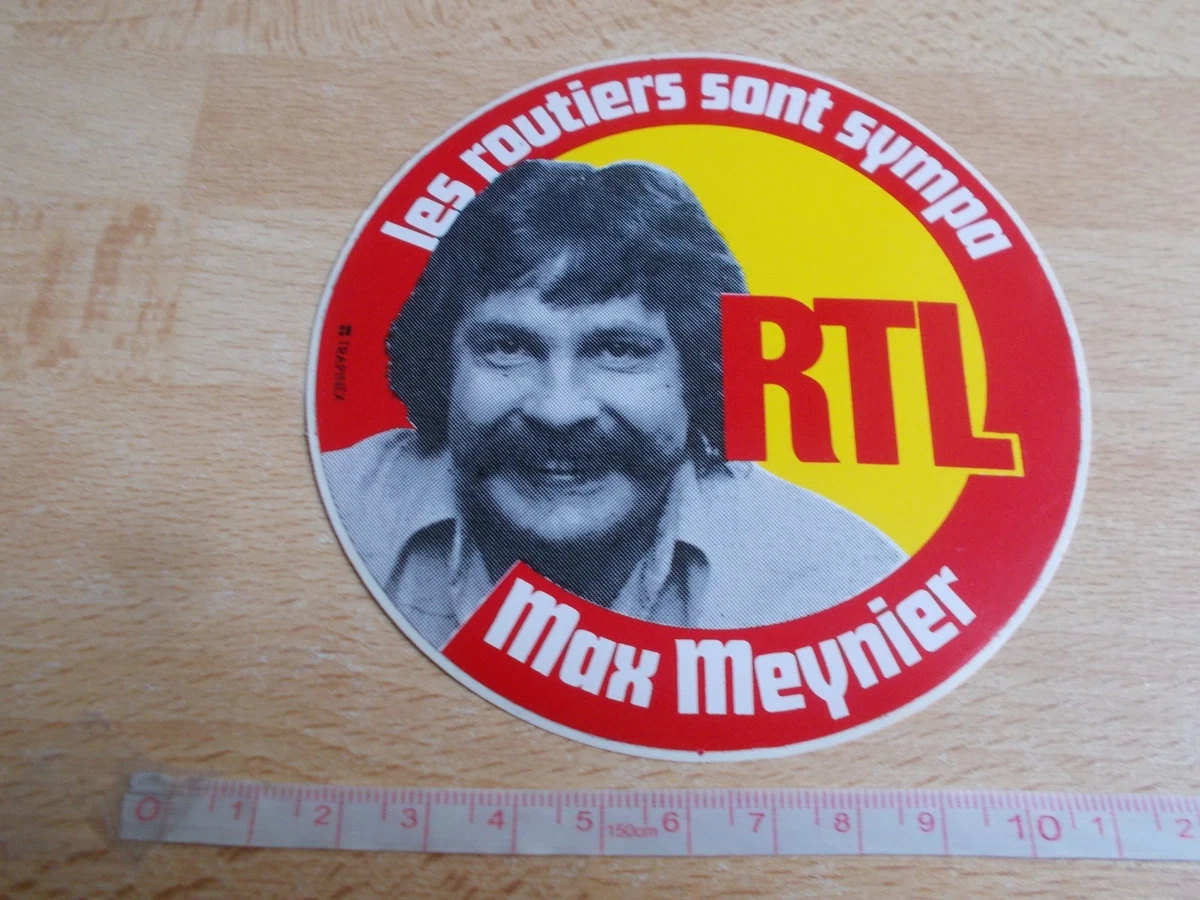 les routiers sont sympa
RTL
TRAPINEX
Max Meynier
0 1 2 3 4 5 150cm 6 7 8 9 10 1 2